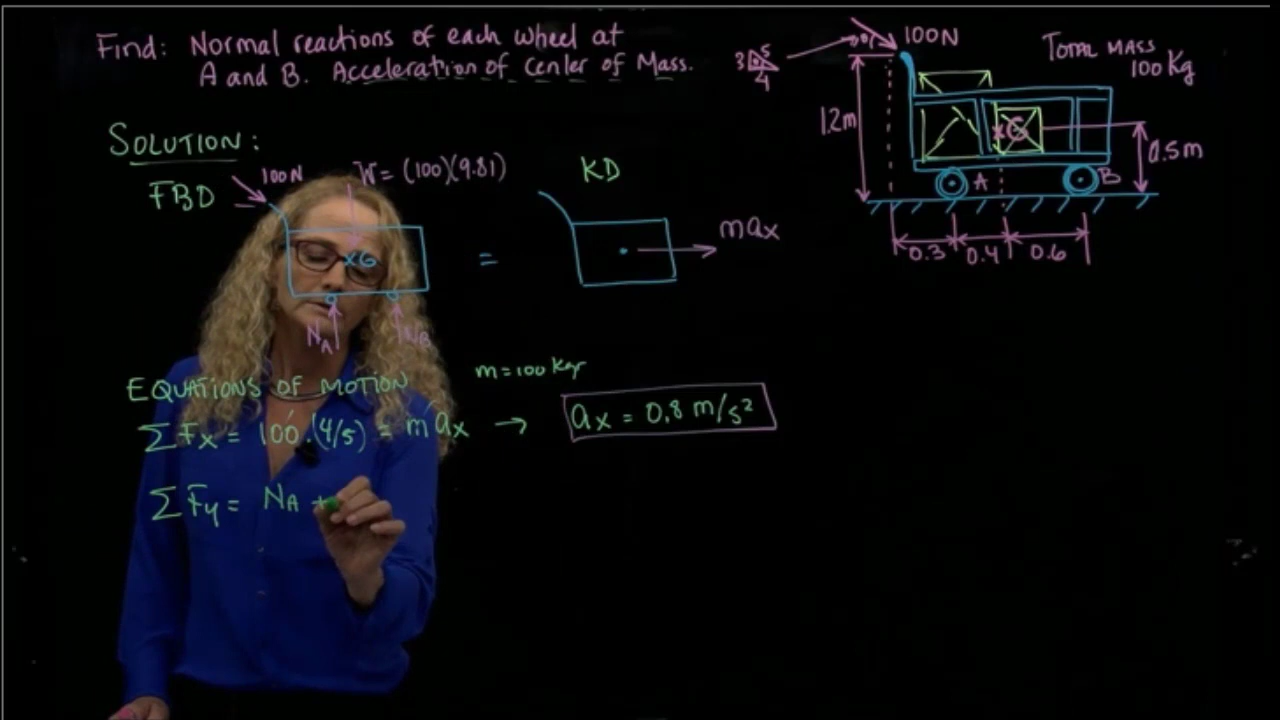 Find: Normal reactions of each wheel at
A and B. Acceleration of Center of Mass.
3 5
4
100N
TOTAL MASS
100 Kg
1.2m
G
0.5m
A
B
0.3 0.4 0.6
SOLUTION:
FBD
100N
W = (100)(9.81)
G
NA
NB
=
KD
max
EQUATIONS OF MOTION
m = 100 kgr
ΣFx = 100 . (4/5) = m ax → ax = 0.8 m/s²
ΣFy = NA +